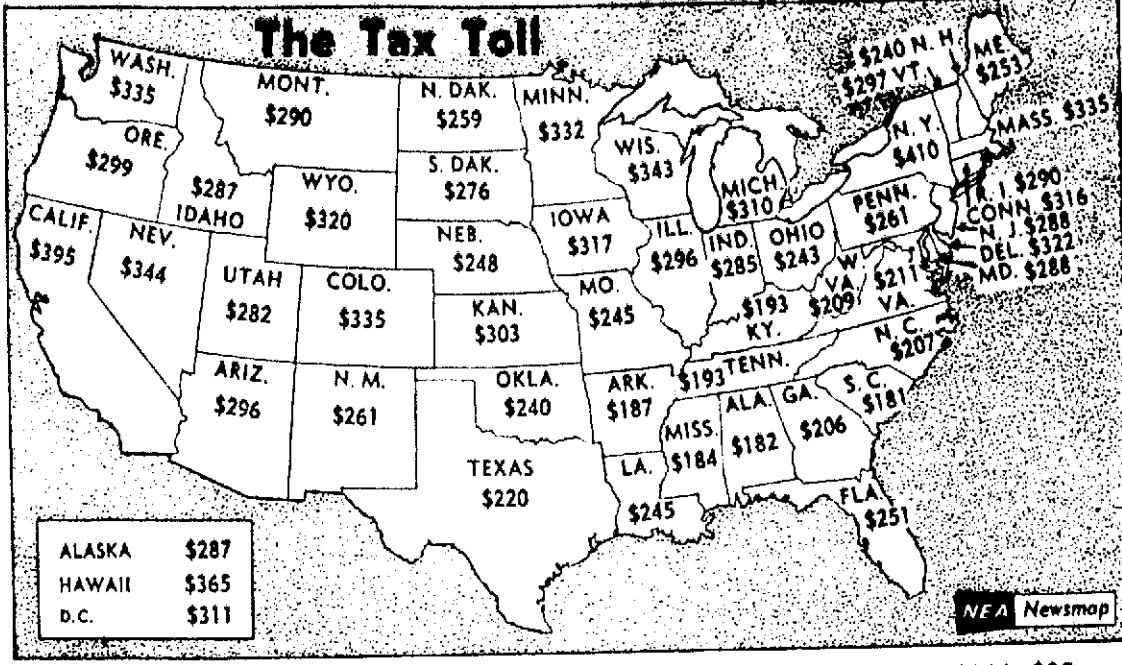 The Tax Toll
WASH.
$335
MONT.
$290
N. DAK.
$259
MINN.
$332
$240 N. H.
$297 VT.
ME.
$253
ORE.
$299
$287
IDAHO
WYO.
$320
S. DAK.
$276
WIS.
$343
MICH.
$310
N. Y.
$410
MASS. $335
R. I. $290
CONN. $316
N. J. $288
DEL. $322
MD. $288
CALIF.
$395
NEV.
$344
UTAH
$282
COLO.
$335
NEB.
$248
IOWA
$317
ILL.
$296
IND.
$285
OHIO
$243
PENN.
$261
KAN.
$303
MO.
$245
$193
KY.
W.
VA.
$209
$211
VA.
ARIZ.
$296
N. M.
$261
OKLA.
$240
ARK.
$187
$193 TENN.
N. C.
$207
S. C.
$181
TEXAS
$220
LA.
$245
MISS.
$184
ALA.
$182
GA.
$206
FLA.
$251
ALASKA $287
HAWAII $365
D.C. $311
NEA Newsmap